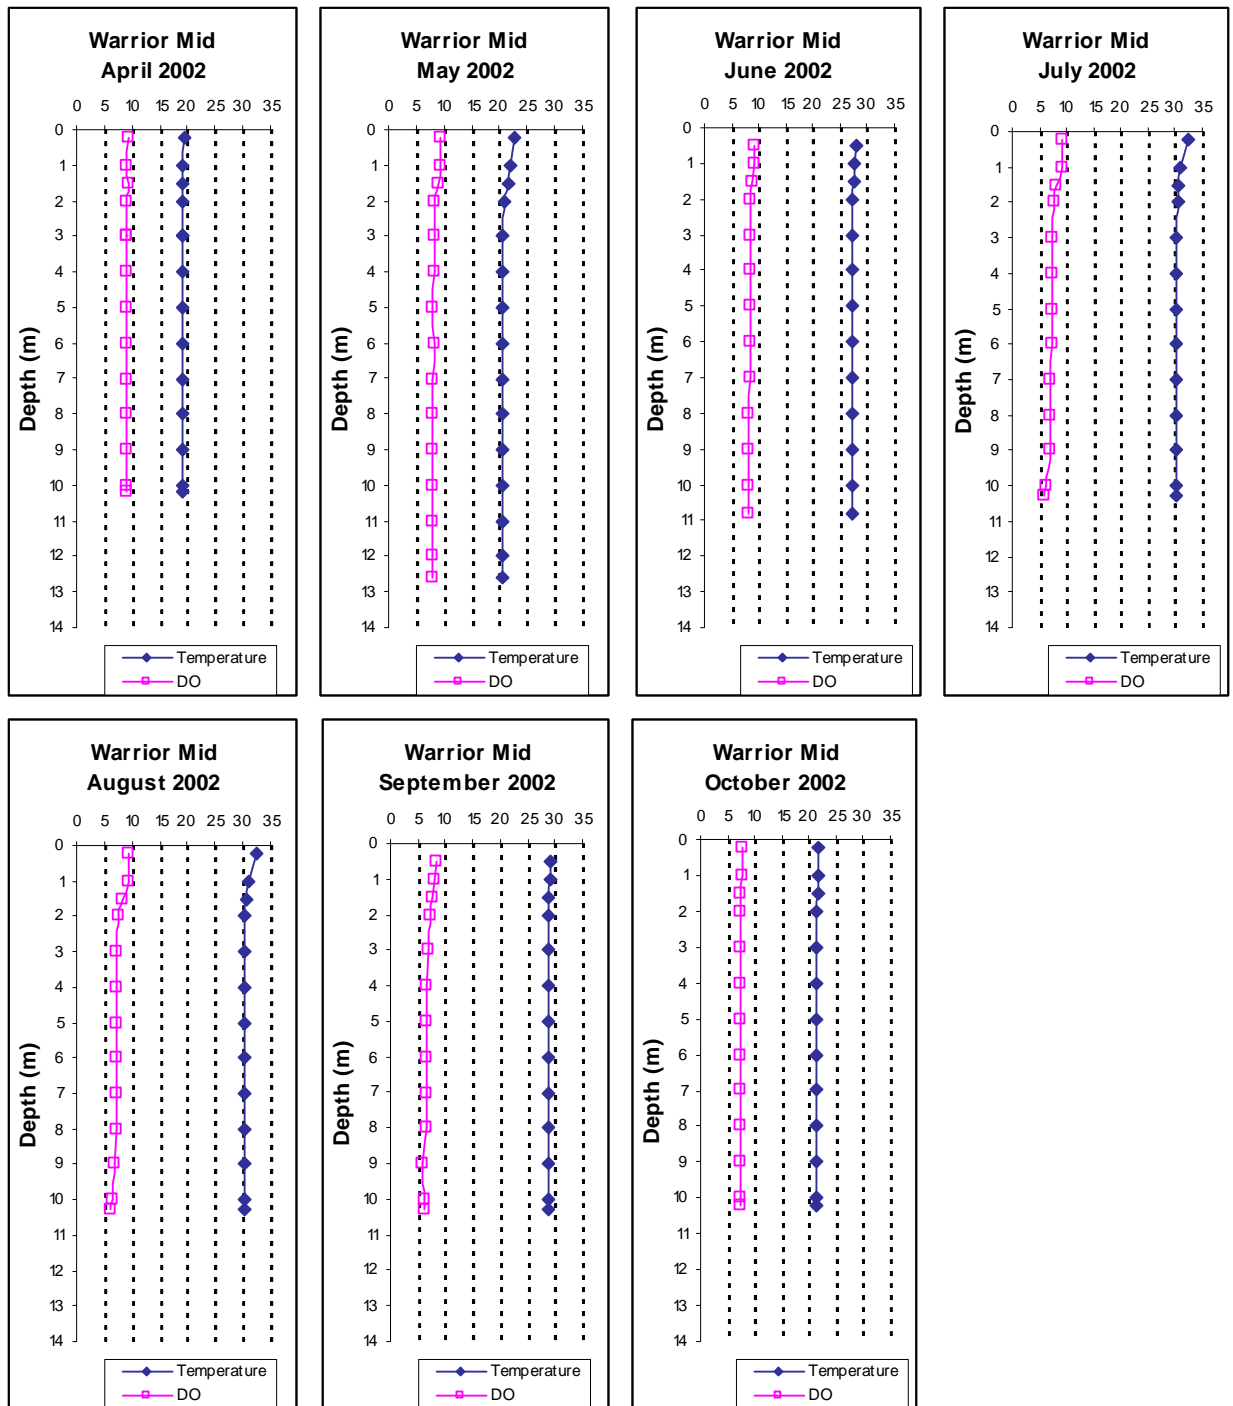 Warrior Mid
April 2002
0 5 10 15 20 25 30 35
0
1
2
3
4
5
6
7
8
9
10
11
12
13
14
Depth (m)
Temperature
DO
Warrior Mid
May 2002
0 5 10 15 20 25 30 35
0
1
2
3
4
5
6
7
8
9
10
11
12
13
14
Depth (m)
Temperature
DO
Warrior Mid
June 2002
0 5 10 15 20 25 30 35
0
1
2
3
4
5
6
7
8
9
10
11
12
13
14
Depth (m)
Temperature
DO
Warrior Mid
July 2002
0 5 10 15 20 25 30 35
0
1
2
3
4
5
6
7
8
9
10
11
12
13
14
Depth (m)
Temperature
DO
Warrior Mid
August 2002
0 5 10 15 20 25 30 35
0
1
2
3
4
5
6
7
8
9
10
11
12
13
14
Depth (m)
Temperature
DO
Warrior Mid
September 2002
0 5 10 15 20 25 30 35
0
1
2
3
4
5
6
7
8
9
10
11
12
13
14
Depth (m)
Temperature
DO
Warrior Mid
October 2002
0 5 10 15 20 25 30 35
0
1
2
3
4
5
6
7
8
9
10
11
12
13
14
Depth (m)
Temperature
DO